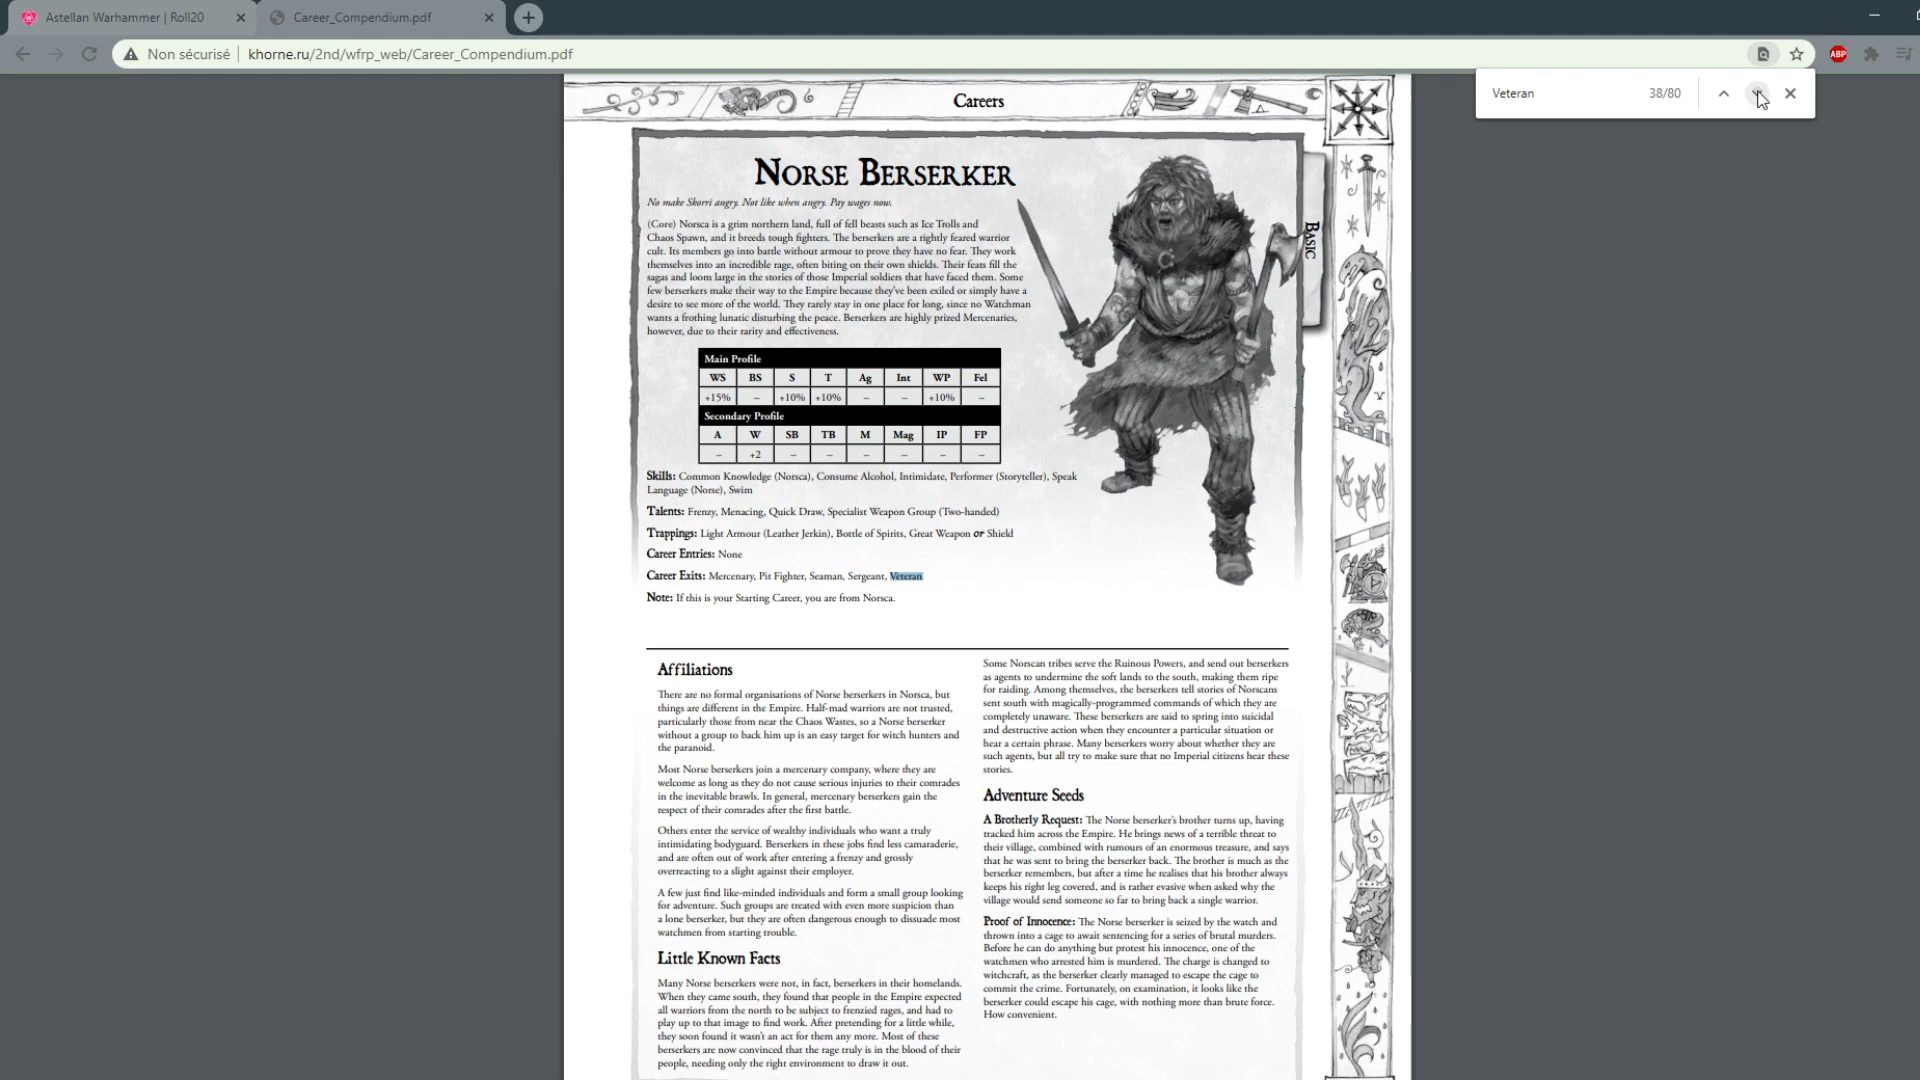 Astellan Warhammer | Roll20
Career_Compendium.pdf
Non sécurisé
khorne.ru/2nd/wfrp_web/Career_Compendium.pdf
ABP
Veteran
38/80
Careers
Basic
Norse Berserker
No make Skorri angry. Not like when angry. Pay wages now.
(Core) Norsca is a grim northern land, full of fell beasts such as Ice Trolls and
Chaos Spawn, and it breeds tough fighters. The berserkers are a rightly feared warrior
cult. Its members go into battle without armour to prove they have no fear. They work
themselves into an incredible rage, often biting on their own shields. Their feats fill the
sagas and loom large in the stories of those Imperial soldiers that have faced them. Some
few berserkers make their way to the Empire because they've been exiled or simply have a
desire to see more of the world. They rarely stay in one place for long, since no Watchman
wants a frothing lunatic disturbing the peace. Berserkers are highly prized Mercenaries,
however, due to their rarity and effectiveness.
Main Profile
WS BS S T Ag Int WP Fel
+15% – +10% +10% – – +10% –
Secondary Profile
A W SB TB M Mag IP FP
– +2 – – – – – –
Skills: Common Knowledge (Norsca), Consume Alcohol, Intimidate, Performer (Storyteller), Speak
Language (Norse), Swim
Talents: Frenzy, Menacing, Quick Draw, Specialist Weapon Group (Two-handed)
Trappings: Light Armour (Leather Jerkin), Bottle of Spirits, Great Weapon or Shield
Career Entries: None
Career Exits: Mercenary, Pit Fighter, Seaman, Sergeant, Veteran
Note: If this is your Starting Career, you are from Norsca.
Affiliations
There are no formal organisations of Norse berserkers in Norsca, but
things are different in the Empire. Half-mad warriors are not trusted,
particularly those from near the Chaos Wastes, so a Norse berserker
without a group to back him up is an easy target for witch hunters and
the paranoid.
Most Norse berserkers join a mercenary company, where they are
welcome as long as they do not cause serious injuries to their comrades
in the inevitable brawls. In general, mercenary berserkers gain the
respect of their comrades after the first battle.
Others enter the service of wealthy individuals who want a truly
intimidating bodyguard. Berserkers in these jobs find less camaraderie,
and are often out of work after entering a frenzy and grossly
overreacting to a slight against their employer.
A few just find like-minded individuals and form a small group looking
for adventure. Such groups are treated with even more suspicion than
a lone berserker, but they are often dangerous enough to dissuade most
watchmen from starting trouble.
Little Known Facts
Many Norse berserkers were not, in fact, berserkers in their homelands.
When they came south, they found that people in the Empire expected
all warriors from the north to be subject to frenzied rages, and had to
play up to that image to find work. After pretending for a little while,
they soon found it wasn't an act for them any more. Most of these
berserkers are now convinced that the rage truly is in the blood of their
people, needing only the right environment to draw it out.
Some Norscan tribes serve the Ruinous Powers, and send out berserkers
as agents to undermine the soft lands to the south, making them ripe
for raiding. Among themselves, the berserkers tell stories of Norscans
sent south with magically-programmed commands of which they are
completely unaware. These berserkers are said to spring into suicidal
and destructive action when they encounter a particular situation or
hear a certain phrase. Many berserkers worry about whether they are
such agents, but all try to make sure that no Imperial citizens hear these
stories.
Adventure Seeds
A Brotherly Request: The Norse berserker's brother turns up, having
tracked him across the Empire. He brings news of a terrible threat to
their village, combined with rumours of an enormous treasure, and says
that he was sent to bring the berserker back. The brother is much as the
berserker remembers, but after a time he realises that his brother always
keeps his right leg covered, and is rather evasive when asked why the
village would send someone so far to bring back a single warrior.
Proof of Innocence: The Norse berserker is seized by the watch and
thrown into a cage to await sentencing for a series of brutal murders.
Before he can do anything but protest his innocence, one of the
watchmen who arrested him is murdered. The charge is changed to
witchcraft, as the berserker clearly managed to escape the cage to
commit the crime. Fortunately, on examination, it looks like the
berserker could escape his cage, with nothing more than brute force.
How convenient.